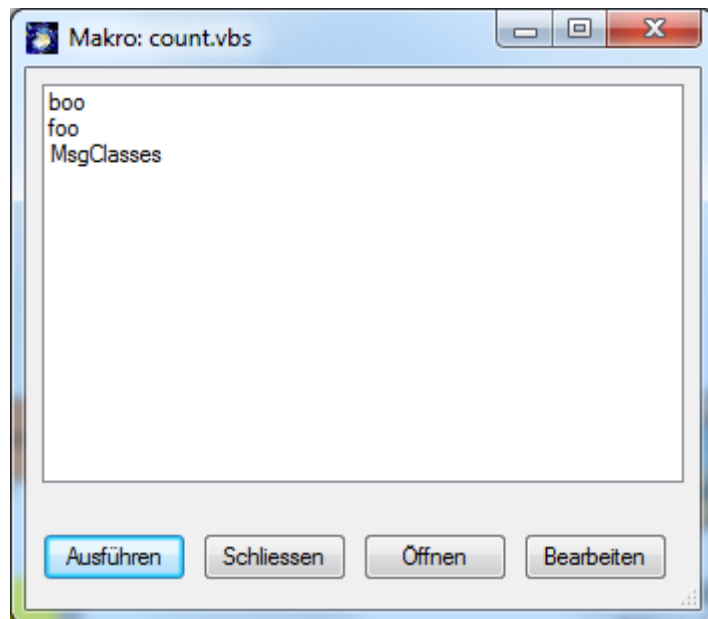 Makro: count.vbs
boo
foo
MsgClasses
Ausführen Schliessen Öffnen Bearbeiten